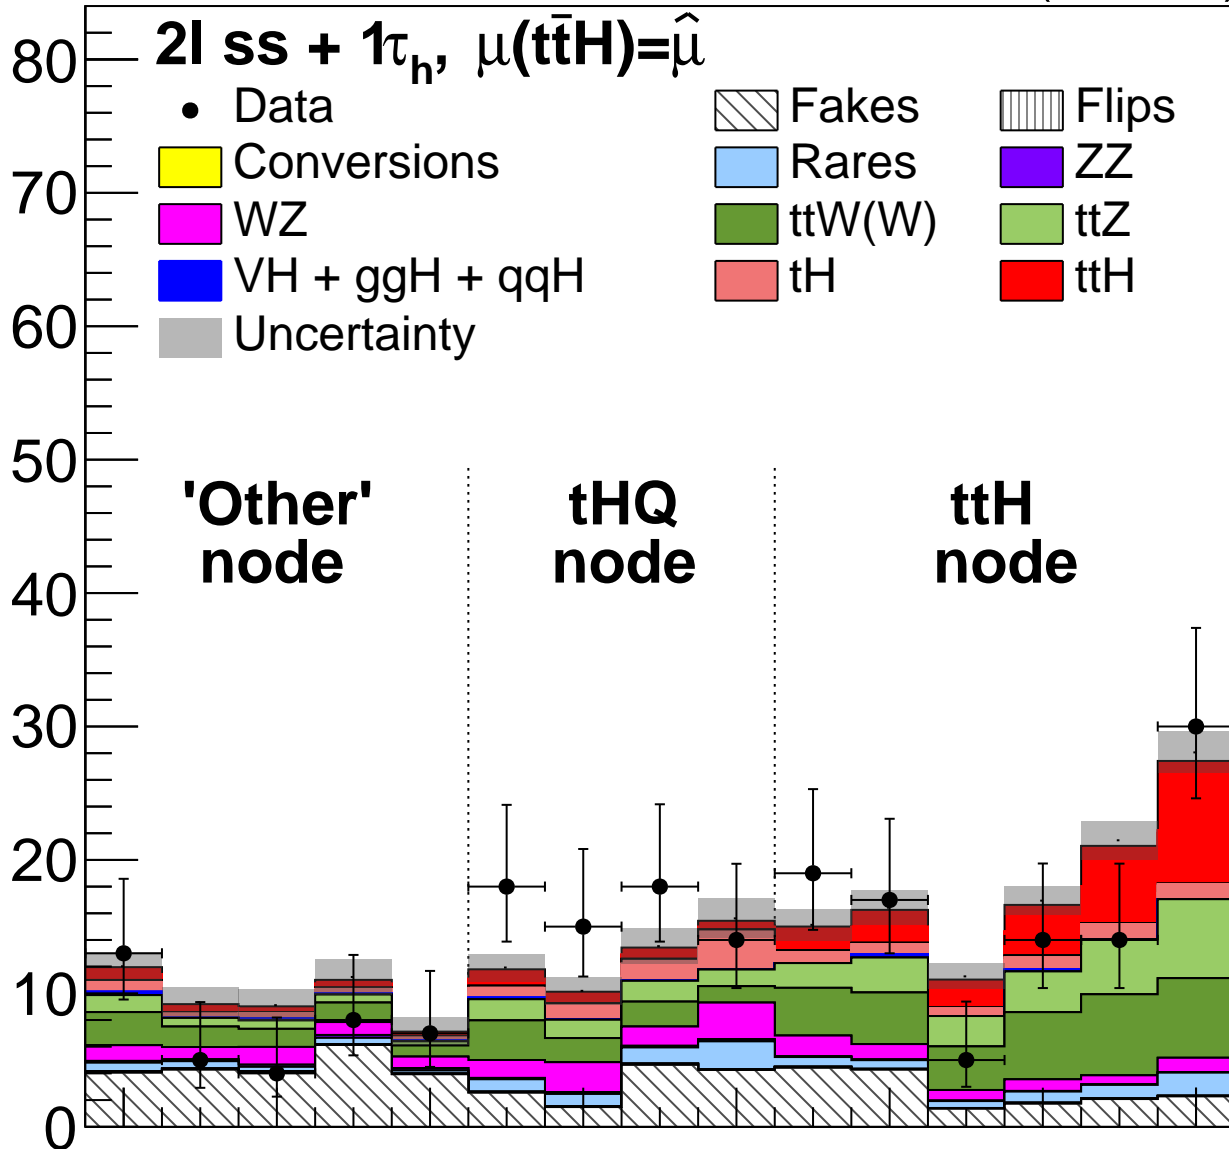 2l ss + 1τh, μ(tt̄H)=μ̂
Data
Fakes
Flips
Conversions
Rares
ZZ
WZ
ttW(W)
ttZ
VH + ggH + qqH
tH
ttH
Uncertainty
80
70
60
50
40
30
20
10
0
'Other'
node
tHQ
node
ttH
node